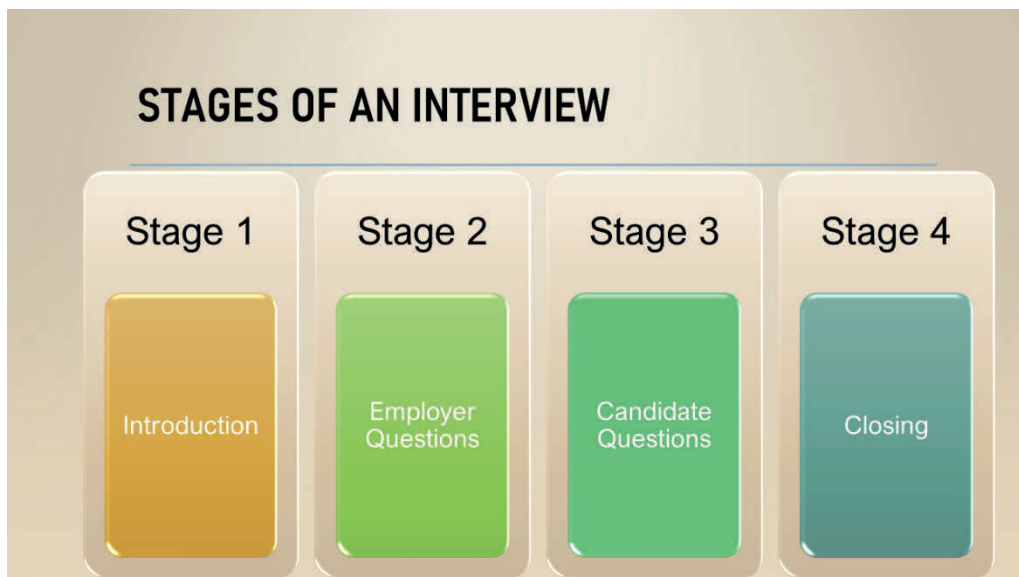 STAGES OF AN INTERVIEW
Stage 1
Introduction
Stage 2
Employer
Questions
Stage 3
Candidate
Questions
Stage 4
Closing